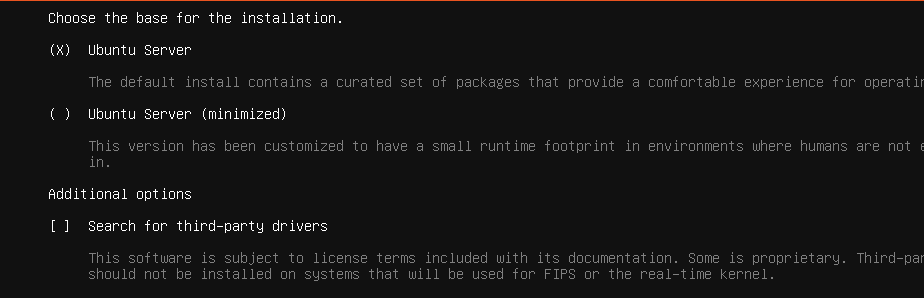 Choose the base for the installation.
(X) Ubuntu Server
The default install contains a curated set of packages that provide a comfortable experience for
( ) Ubuntu Server (minimized)
This version has been customized to have a small runtime footprint in environments where humans are not
in.
Additional options
[ ] Search for third-party drivers
This software is subject to license terms included with its documentation. Some is proprietary.
should not be installed on systems that will be used for FIPS or the real-time kernel.